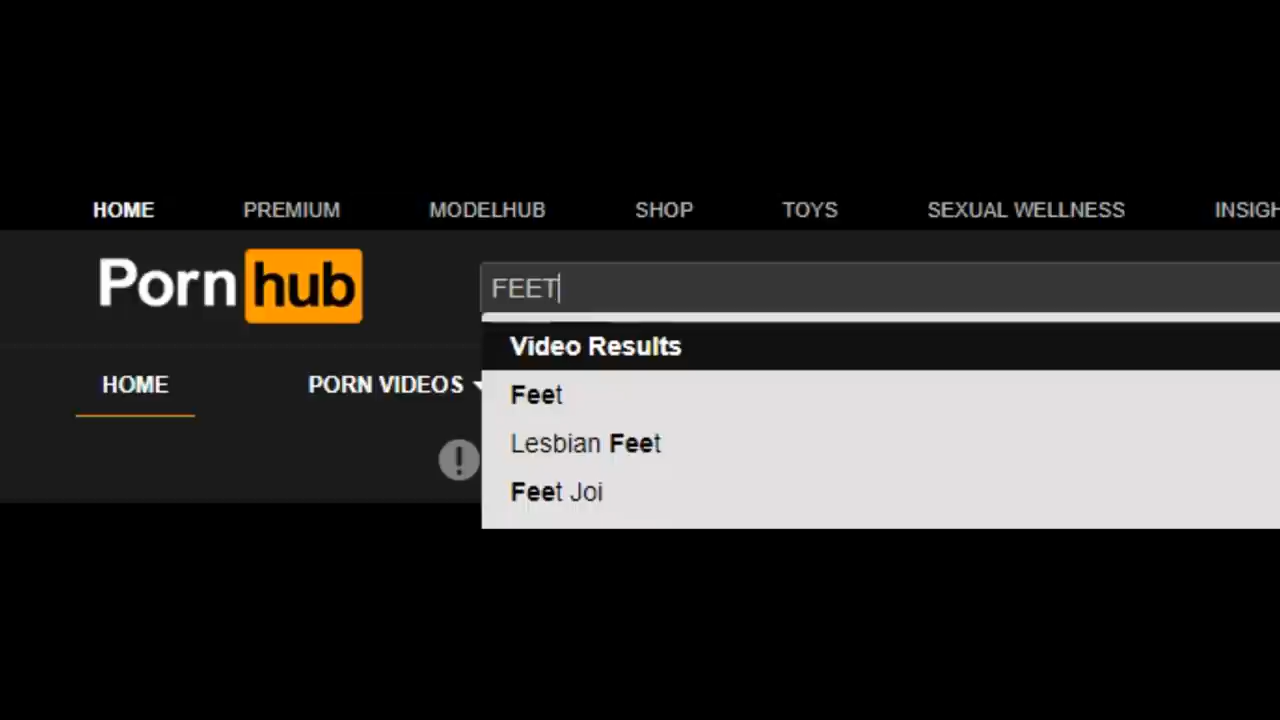 HOME PREMIUM MODELHUB SHOP TOYS SEXUAL WELLNESS INSIGH
Pornhub
FEET
Video Results
HOME PORN VIDEOS
Feet
Lesbian Feet
!
Feet Joi